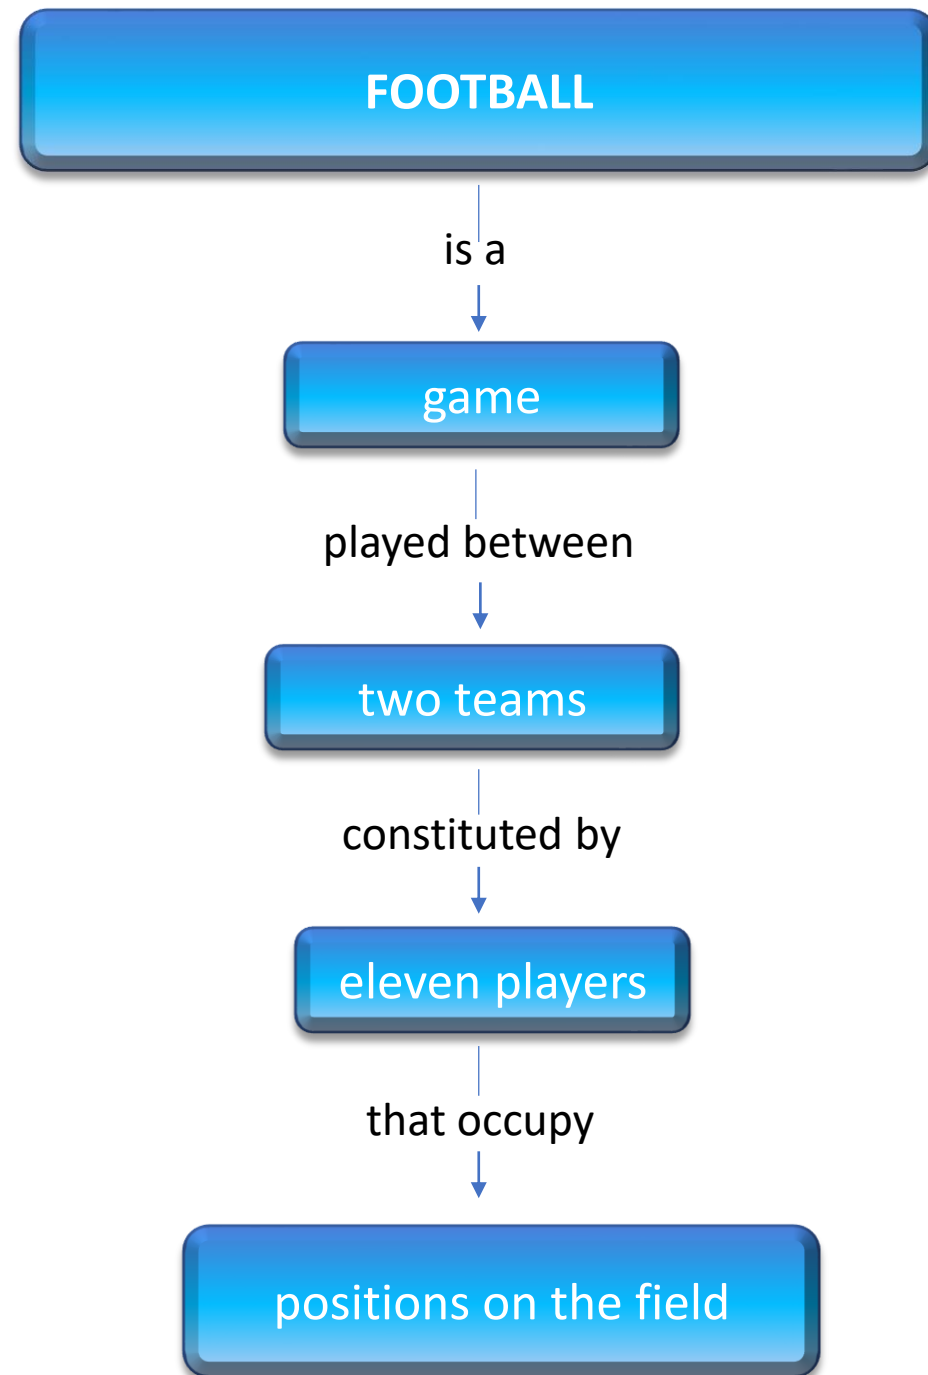 FOOTBALL
is a
game
played between
two teams
constituted by
eleven players
that occupy
positions on the field